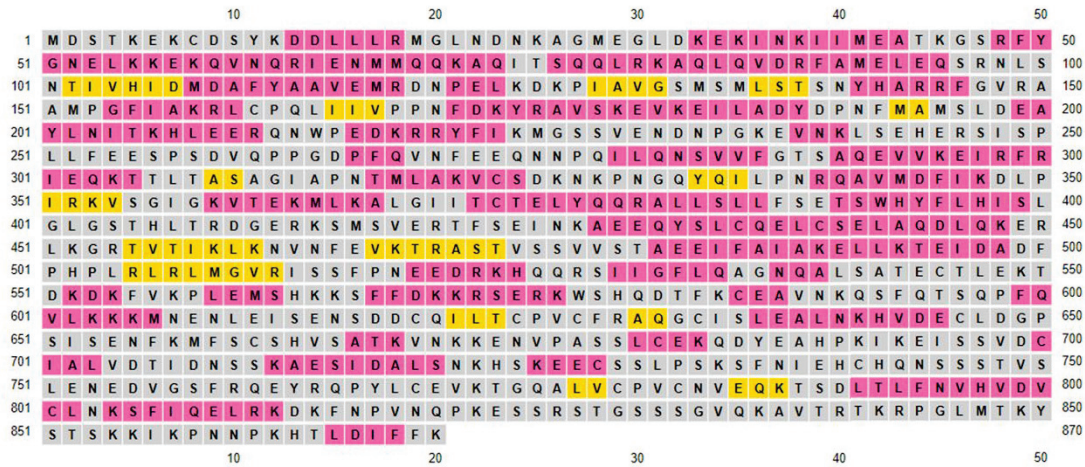 10 20 30 40 50
1 M D S T K E K C D S Y K D D L L L R M G L N D N K A G M E G L D K E K I N K I I M E A T K G S R F Y 50
51 G N E L K K E K Q V N Q R I E N M M Q Q K A Q I T S Q Q L R K A Q L Q V D R F A M E L E Q S R N L S 100
101 N T I V H I D M D A F Y A A V E M R D N P E L K D K P I A V G S M S M L S T S N Y H A R R F G V R A 150
151 A M P G F I A K R L C P Q L I I V P P N F D K Y R A V S K E V K E I L A D Y D P N F M A M S L D E A 200
201 Y L N I T K H L E E R Q N W P E D K R R Y F I K M G S S V E N D N P G K E V N K L S E H E R S I S P 250
251 L L F E E S P S D V Q P P G D P F Q V N F E E Q N N P Q I L Q N S V V F G T S A Q E V V K E I R F R 300
301 I E Q K T T L T A S A G I A P N T M L A K V C S D K N K P N G Q Y Q I L P N R Q A V M D F I K D L P 350
351 I R K V S G I G K V T E K M L K A L G I I T C T E L Y Q Q R A L L S L L F S E T S W H Y F L H I S L 400
401 G L G S T H L T R D G E R K S M S V E R T F S E I N K A E E Q Y S L C Q E L C S E L A Q D L Q K E R 450
451 L K G R T V T I K L K N V N F E V K T R A S T V S S V V S T A E E I F A I A K E L L K T E I D A D F 500
501 P H P L R L R L M G V R I S S F P N E E D R K H Q Q R S I I G F L Q A G N Q A L S A T E C T L E K T 550
551 D K D K F V K P L E M S H K K S F F D K K R S E R K W S H Q D T F K C E A V N K Q S F Q T S Q P F Q 600
601 V L K K K M N E N L E I S E N S D D C Q I L T C P V C F R A Q G C I S L E A L N K H V D E C L D G P 650
651 S I S E N F K M F S C S H V S A T K V N K K E N V P A S S L C E K Q D Y E A H P K I K E I S S V D C 700
701 I A L V D T I D N S S K A E S I D A L S N K H S K E E C S S L P S K S F N I E H C H Q N S S S T V S 750
751 L E N E D V G S F R Q E Y R Q P Y L C E V K T G Q A L V C P V C N V E Q K T S D L T L F N V H V D V 800
801 C L N K S F I Q E L R K D K F N P V N Q P K E S S R S T G S S S G V Q K A V T R T K R P G L M T K Y 850
851 S T S K K I K P N N P K H T L D I F F K 870
10 20 30 40 50